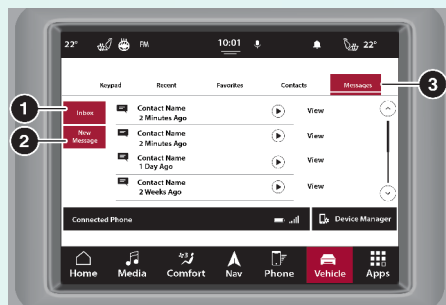 22° FM 10:01 22°
Keypad Recent Favorites Contacts Messages
1 Inbox
2 New Message
3
Contact Name
2 Minutes Ago
View
Contact Name
2 Minutes Ago
View
Contact Name
1 Day Ago
View
Contact Name
2 Weeks Ago
View
Connected Phone Device Manager
Home Media Comfort Nav Phone Vehicle Apps